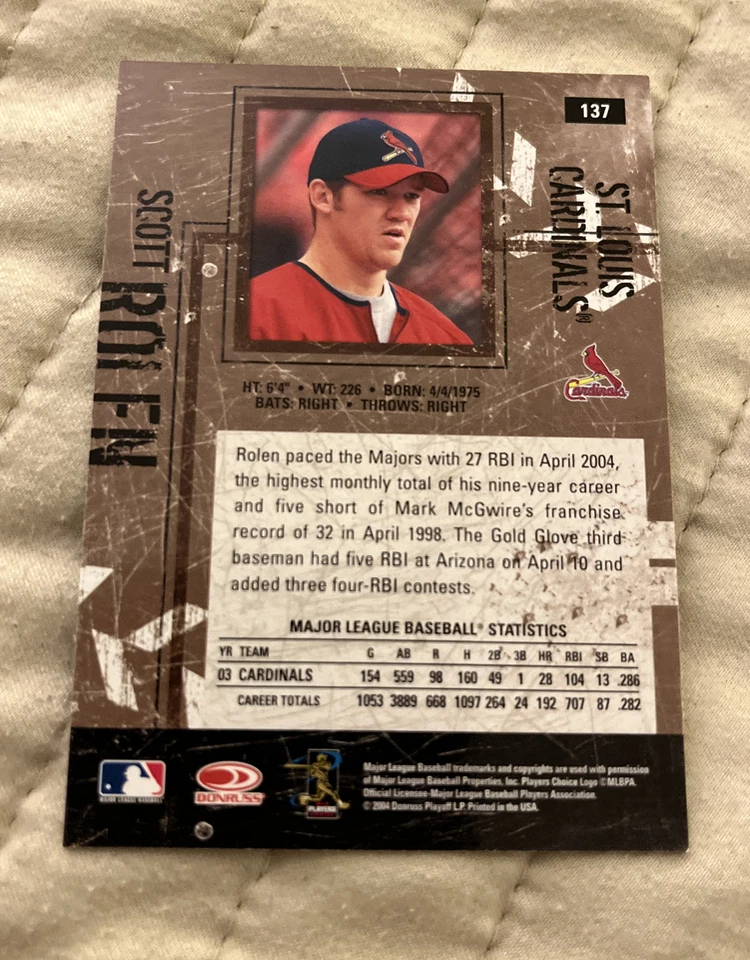 137
ST. LOUIS
CARDINALS®
SCOTT ROLEN
Cardinals
HT: 6'4" • WT: 226 • BORN: 4/4/1975
BATS: RIGHT • THROWS: RIGHT
Rolen paced the Majors with 27 RBI in April 2004,
the highest monthly total of his nine-year career
and five short of Mark McGwire's franchise
record of 32 in April 1998. The Gold Glove third
baseman had five RBI at Arizona on April 10 and
added three four-RBI contests.
MAJOR LEAGUE BASEBALL® STATISTICS
YR TEAM G AB R H 2B 3B HR RBI SB BA
03 CARDINALS 154 559 98 160 49 1 28 104 13 .286
CAREER TOTALS 1053 3889 668 1097 264 24 192 707 87 .282
MAJOR LEAGUE BASEBALL
DONRUSS
PLAYERS
Major League Baseball trademarks and copyrights are used with permission
of Major League Baseball Properties, Inc. Players Choice Logo ©MLBPA
Official Licensee-Major League Baseball Players Association.
© 2004 Donruss Playoff L.P. Printed in the USA.